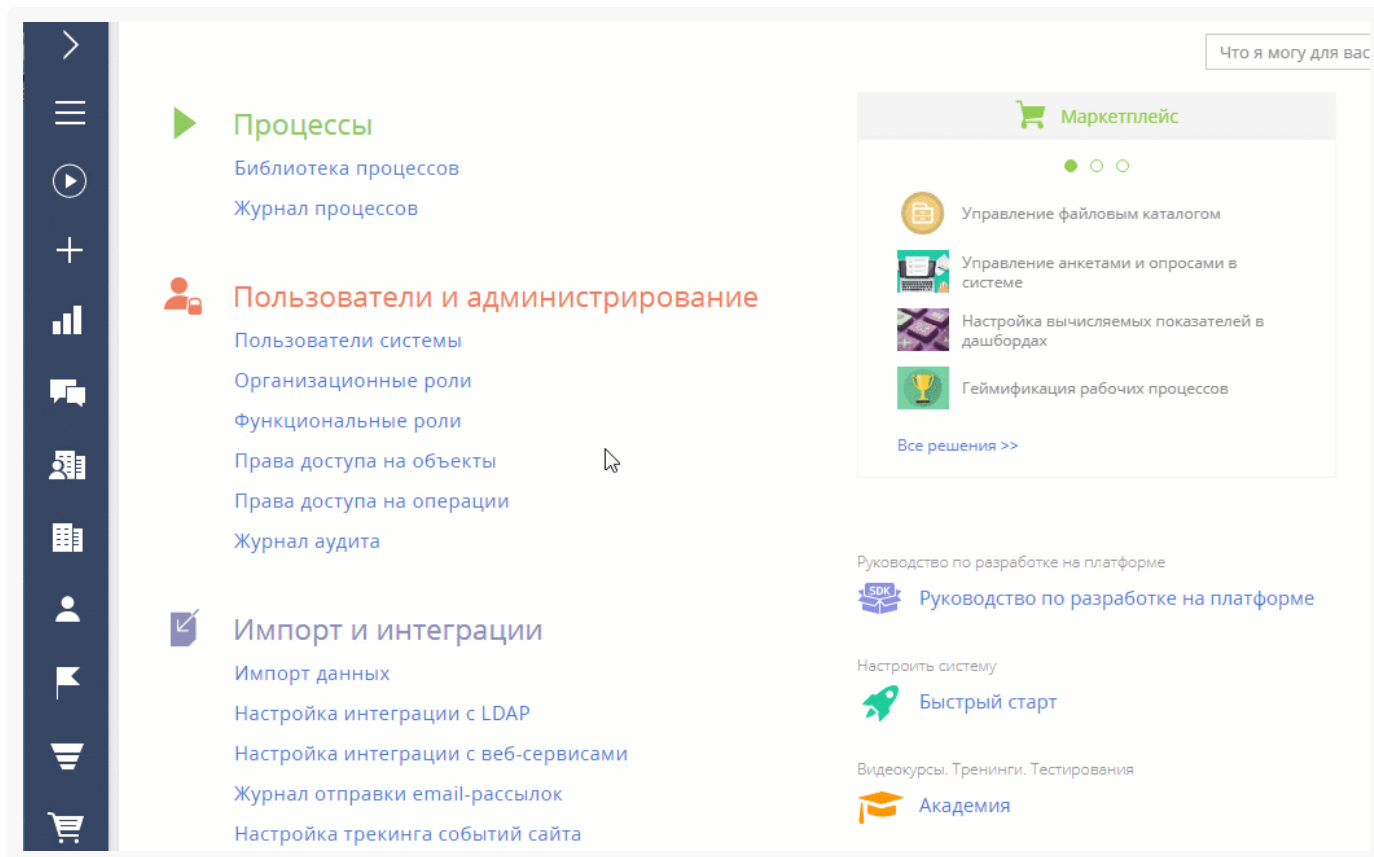 Что я могу для вас
Процессы
Библиотека процессов
Журнал процессов
Пользователи и администрирование
Пользователи системы
Организационные роли
Функциональные роли
Права доступа на объекты
Права доступа на операции
Журнал аудита
Импорт и интеграции
Импорт данных
Настройка интеграции с LDAP
Настройка интеграции с веб-сервисами
Журнал отправки email-рассылок
Настройка трекинга событий сайта
Маркетплейс
Управление файловым каталогом
Управление анкетами и опросами в
системе
Настройка вычисляемых показателей в
дашбордах
Геймификация рабочих процессов
Все решения >>
Руководство по разработке на платформе
SDK
Руководство по разработке на платформе
Настроить систему
Быстрый старт
Видеокурсы. Тренинги. Тестирования
Академия